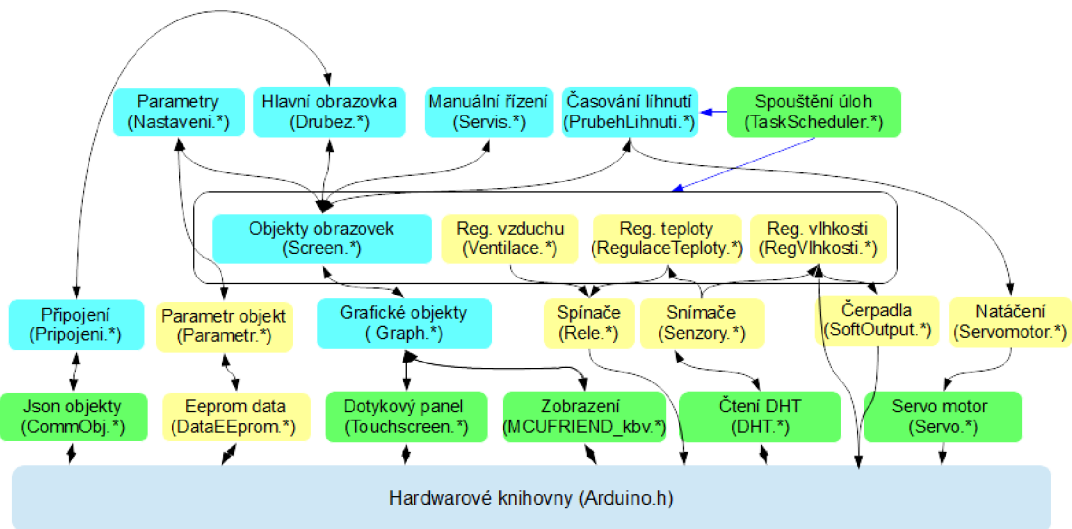 Parametry
(Nastaveni.*)
Hlavní obrazovka
(Drubez.*)
Manuální řízení
(Servis.*)
Časování líhnutí
(PrubehLihnuti.*)
Spouštění úloh
(TaskScheduler.*)
Objekty obrazovek
(Screen.*)
Reg. vzduchu
(Ventilace.*)
Reg. teploty
(RegulaceTeploty.*)
Reg. vlhkosti
(RegVlhkosti.*)
Připojení
(Pripojeni.*)
Parametr objekt
(Parametr.*)
Grafické objekty
( Graph.*)
Spínače
(Rele.*)
Snímače
(Senzory.*)
Čerpadla
(SoftOutput.*)
Natáčení
(Servomotor.*)
Json objekty
(CommObj.*)
Eeprom data
(DataEEprom.*)
Dotykový panel
(Touchscreen.*)
Zobrazení
(MCUFRIEND_kbv.*)
Čtení DHT
(DHT.*)
Servo motor
(Servo.*)
Hardwarové knihovny (Arduino.h)